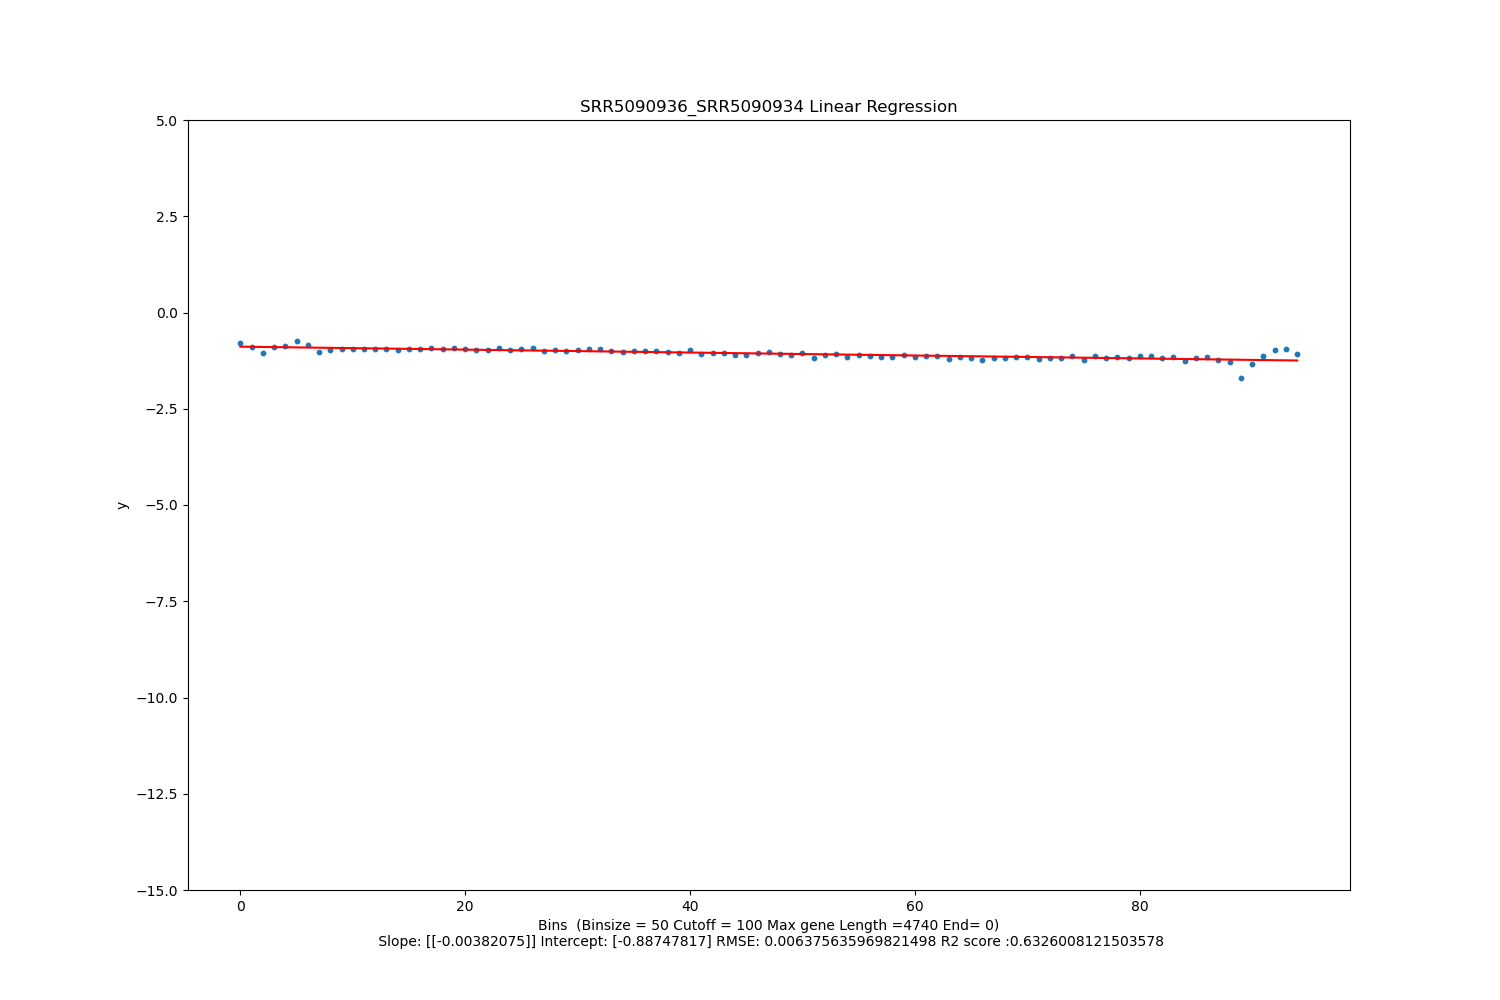 SRR5090936_SRR5090934 Linear Regression
5.0
2.5
0.0
−2.5
−5.0
−7.5
−10.0
−12.5
−15.0
y
0 20 40 60 80
Bins  (Binsize = 50 Cutoff = 100 Max gene Length =4740 End= 0)
Slope: [[-0.00382075]] Intercept: [-0.88747817] RMSE: 0.006375635969821498 R2 score :0.6326008121503578